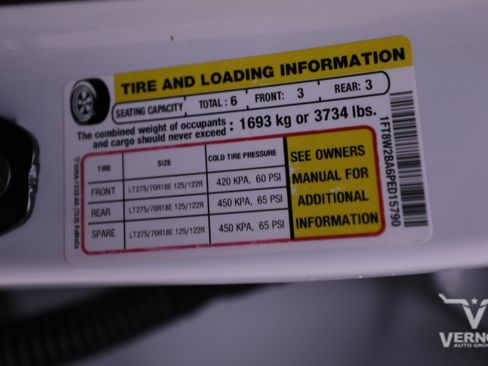 TIRE AND LOADING INFORMATION
SEATING CAPACITY TOTAL: 6 FRONT: 3 REAR: 3
The combined weight of occupants
and cargo should never exceed : 1693 kg or 3734 lbs.
TIRE SIZE COLD TIRE PRESSURE
FRONT LT275/70R18E 125/122R 420 KPA, 60 PSI
REAR LT275/70R18E 125/122R 450 KPA, 65 PSI
SPARE LT275/70R18E 125/122R 450 KPA, 65 PSI
SEE OWNERS
MANUAL FOR
ADDITIONAL
INFORMATION
1FT8W2BA6PED15790
AUTO GROUP